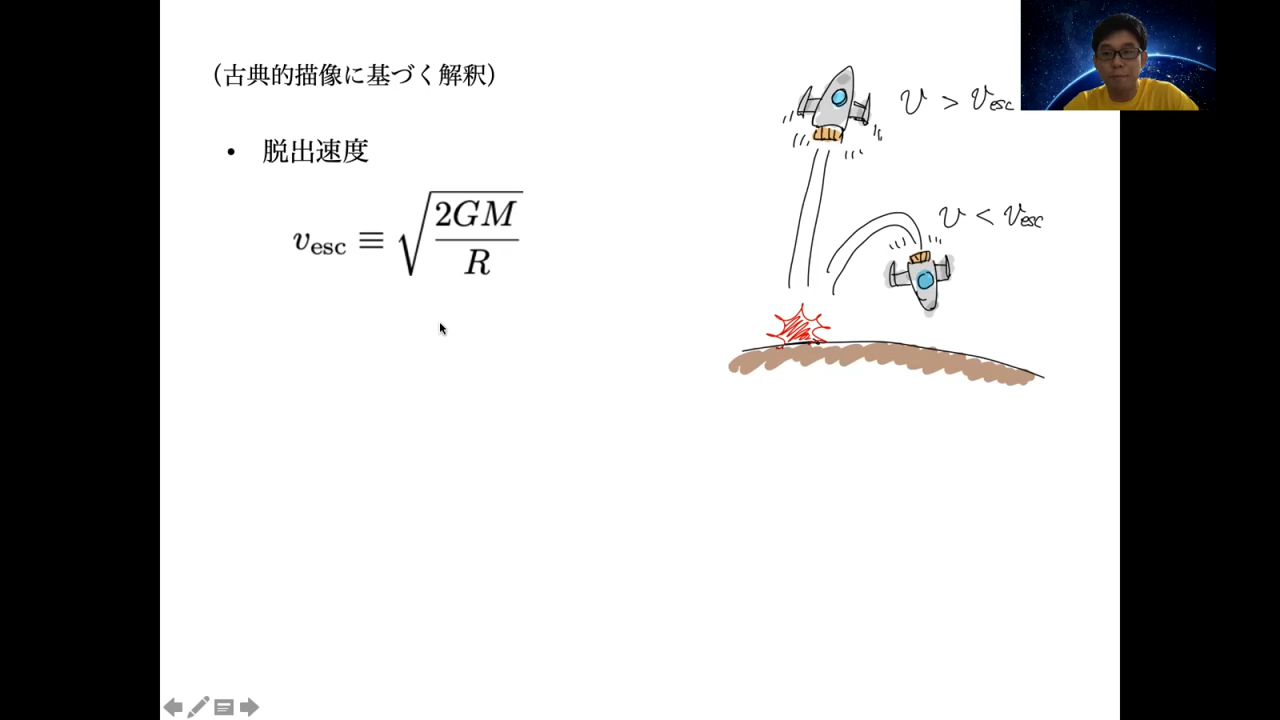 （古典的描像に基づく解釈）
• 脱出速度
v_esc ≡ √(2GM/R)
v > v_esc
v < v_esc